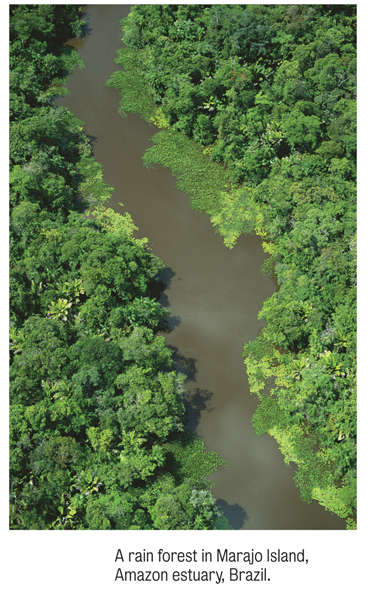 A rain forest in Marajo Island,
Amazon estuary, Brazil.